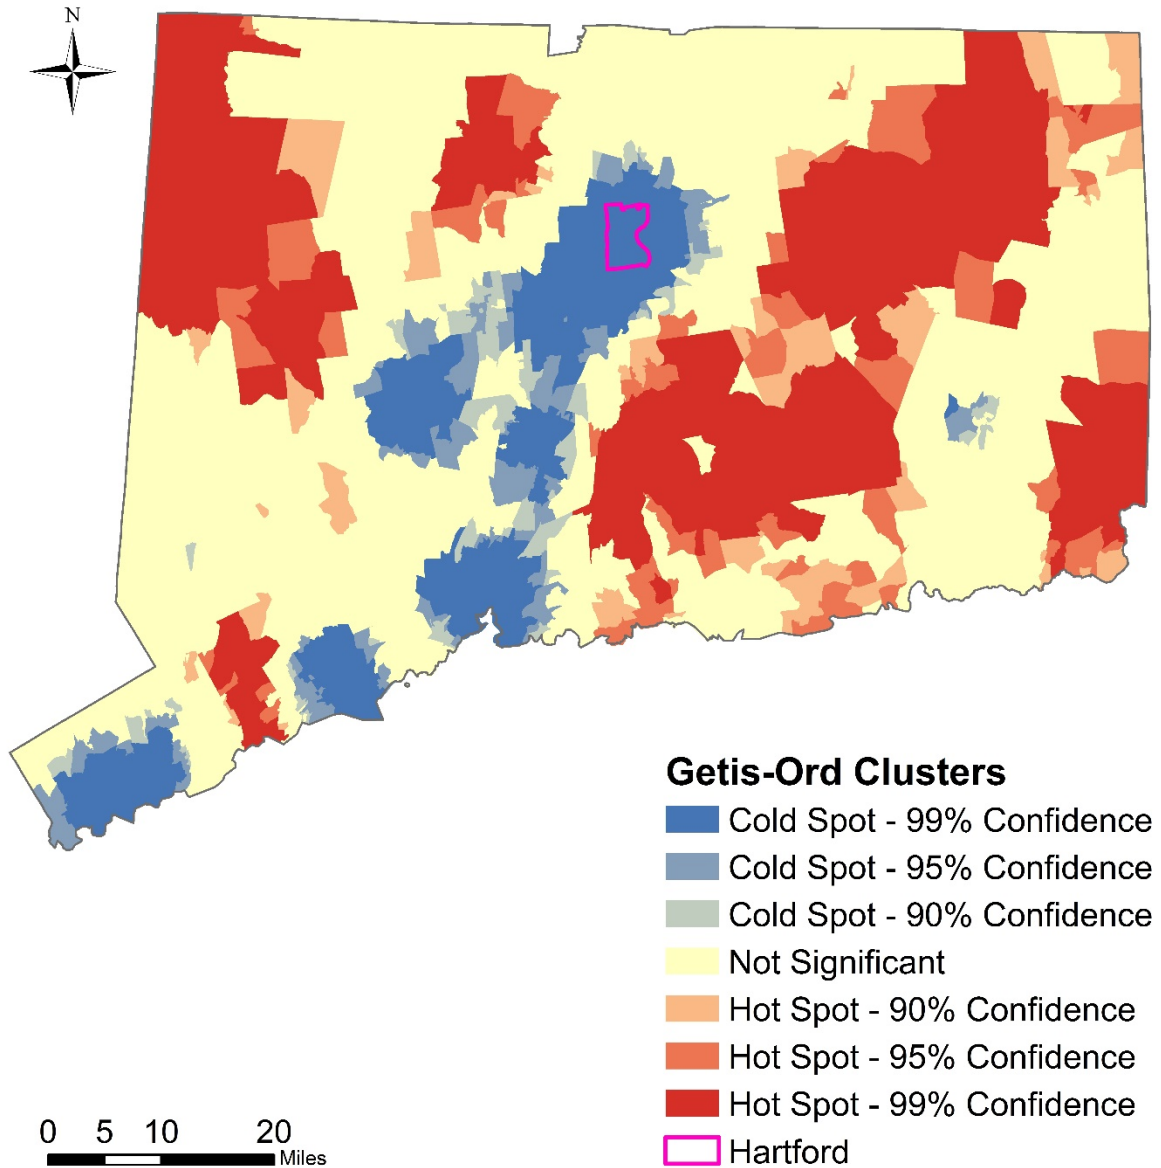 N
Getis-Ord Clusters
Cold Spot - 99% Confidence
Cold Spot - 95% Confidence
Cold Spot - 90% Confidence
Not Significant
Hot Spot - 90% Confidence
Hot Spot - 95% Confidence
Hot Spot - 99% Confidence
Hartford
0 5 10 20
Miles